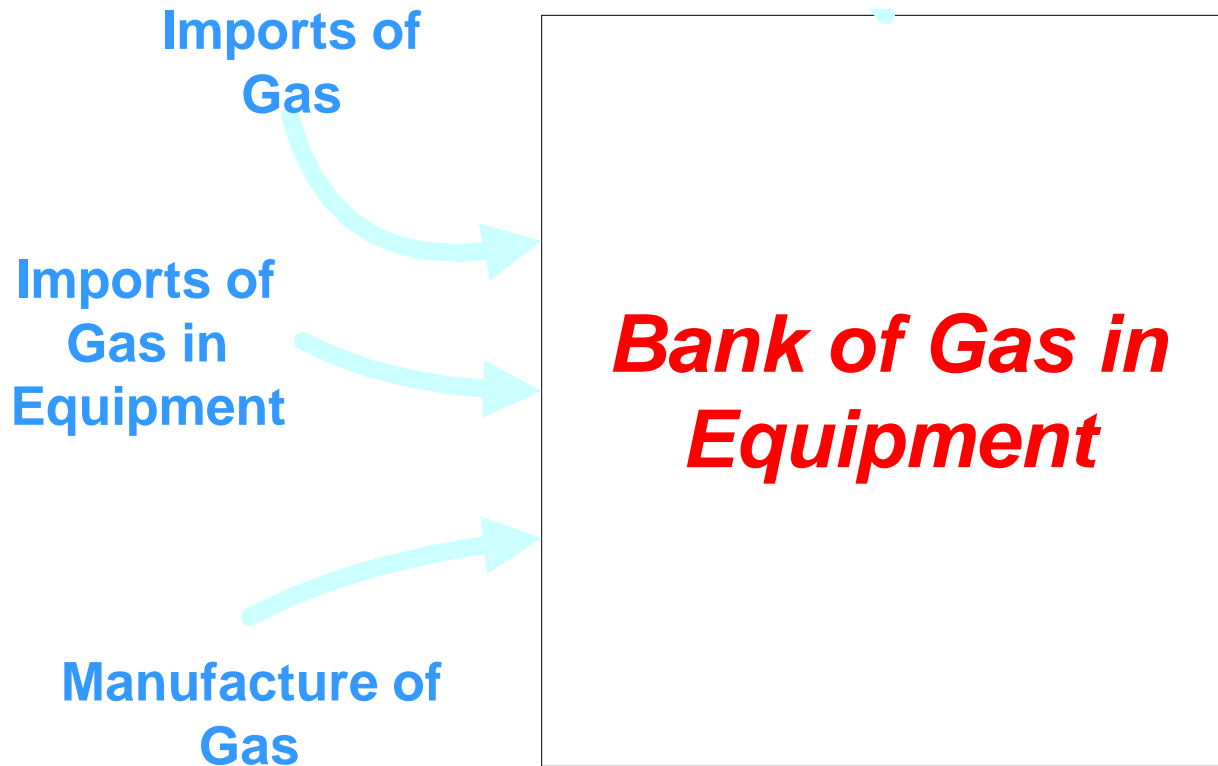 Imports of
Gas
Imports of
Gas in
Equipment
Bank of Gas in
Equipment
Manufacture of
Gas